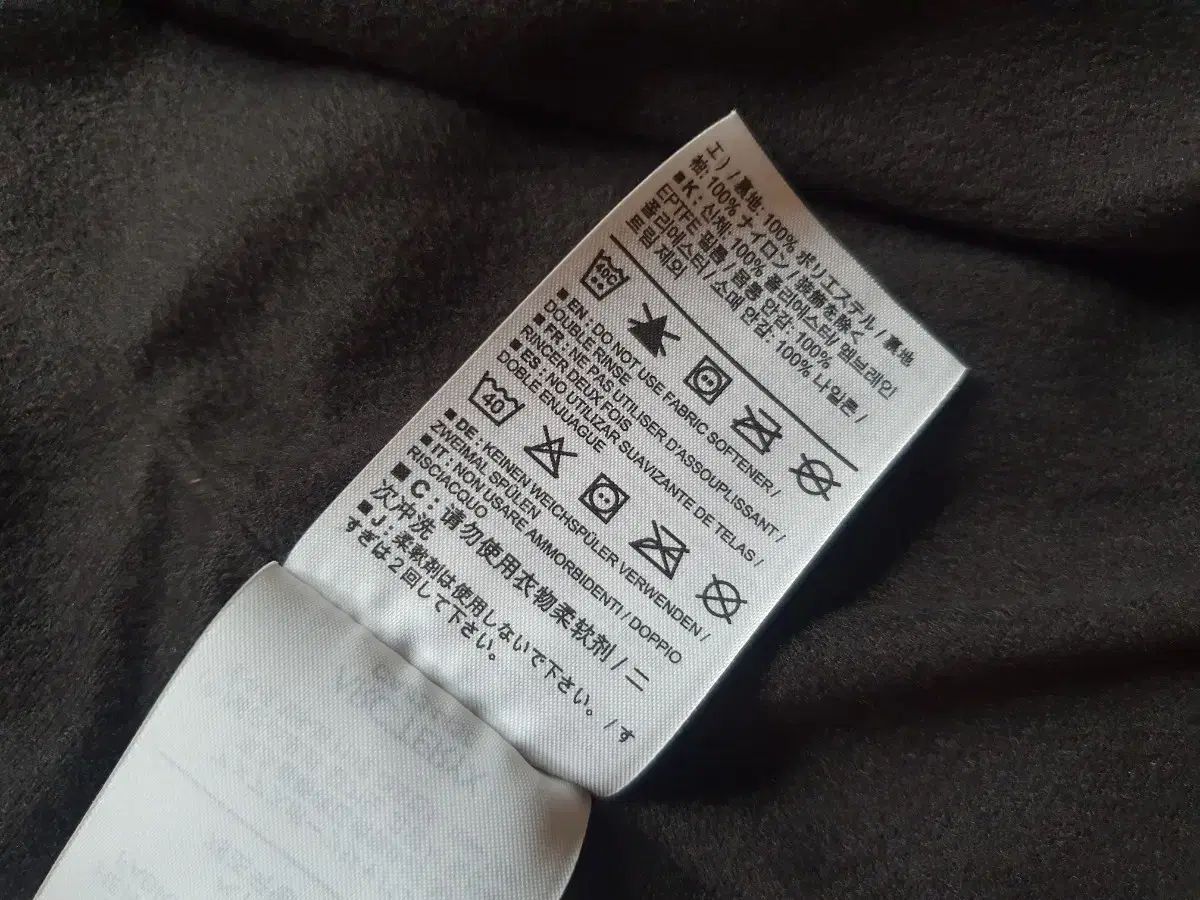 エ) / 裏地: 100% ポリエステル / 裏地
袖: 100% ナイロン / 装飾を除く
■ K : 신체: 100% 폴리에스터/ 멤브레인
EPTFE 필름 / 몸통 안감: 100%
폴리에스터 / 소매 안감: 100% 나일론 /
트림 제외
■ EN : DO NOT USE FABRIC SOFTENER /
DOUBLE RINSE
■ FR : NE PAS UTILISER D'ASSOUPLISSANT /
RINCER DEUX FOIS
■ ES : NO UTILIZAR SUAVIZANTE DE TELAS /
DOBLE ENJUAGUE
40
■ DE : KEINEN WEICHSPÜLER VERWENDEN /
ZWEIMAL SPÜLEN
■ IT : NON USARE AMMORBIDENTI / DOPPIO
RISCIACQUO
■ C : 请勿使用衣物柔软剂 / 二
次冲洗
■ J : 柔軟剤は使用しないで下さい。 / す
すぎは2回して下さい。